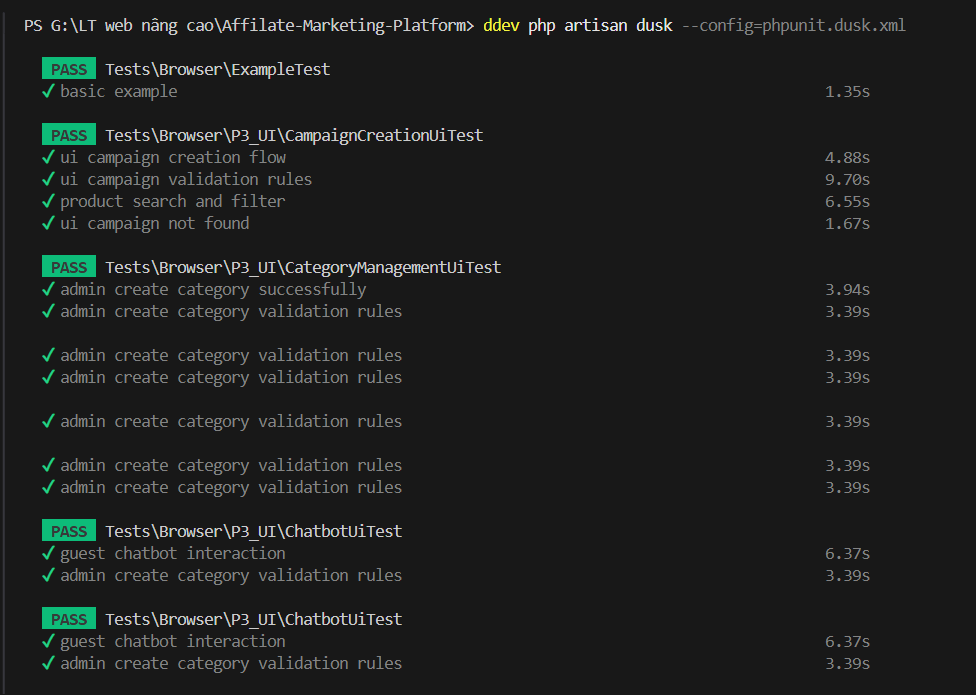 PS G:\LT web nâng cao\Affilate-Marketing-Platform> ddev php artisan dusk --config=phpunit.dusk.xml
PASS Tests\Browser\ExampleTest
✓ basic example 1.35s
PASS Tests\Browser\P3_UI\CampaignCreationUiTest
✓ ui campaign creation flow 4.88s
✓ ui campaign validation rules 9.70s
✓ product search and filter 6.55s
✓ ui campaign not found 1.67s
PASS Tests\Browser\P3_UI\CategoryManagementUiTest
✓ admin create category successfully 3.94s
✓ admin create category validation rules 3.39s
✓ admin create category validation rules 3.39s
✓ admin create category validation rules 3.39s
✓ admin create category validation rules 3.39s
✓ admin create category validation rules 3.39s
✓ admin create category validation rules 3.39s
PASS Tests\Browser\P3_UI\ChatbotUiTest
✓ guest chatbot interaction 6.37s
✓ admin create category validation rules 3.39s
PASS Tests\Browser\P3_UI\ChatbotUiTest
✓ guest chatbot interaction 6.37s
✓ admin create category validation rules 3.39s